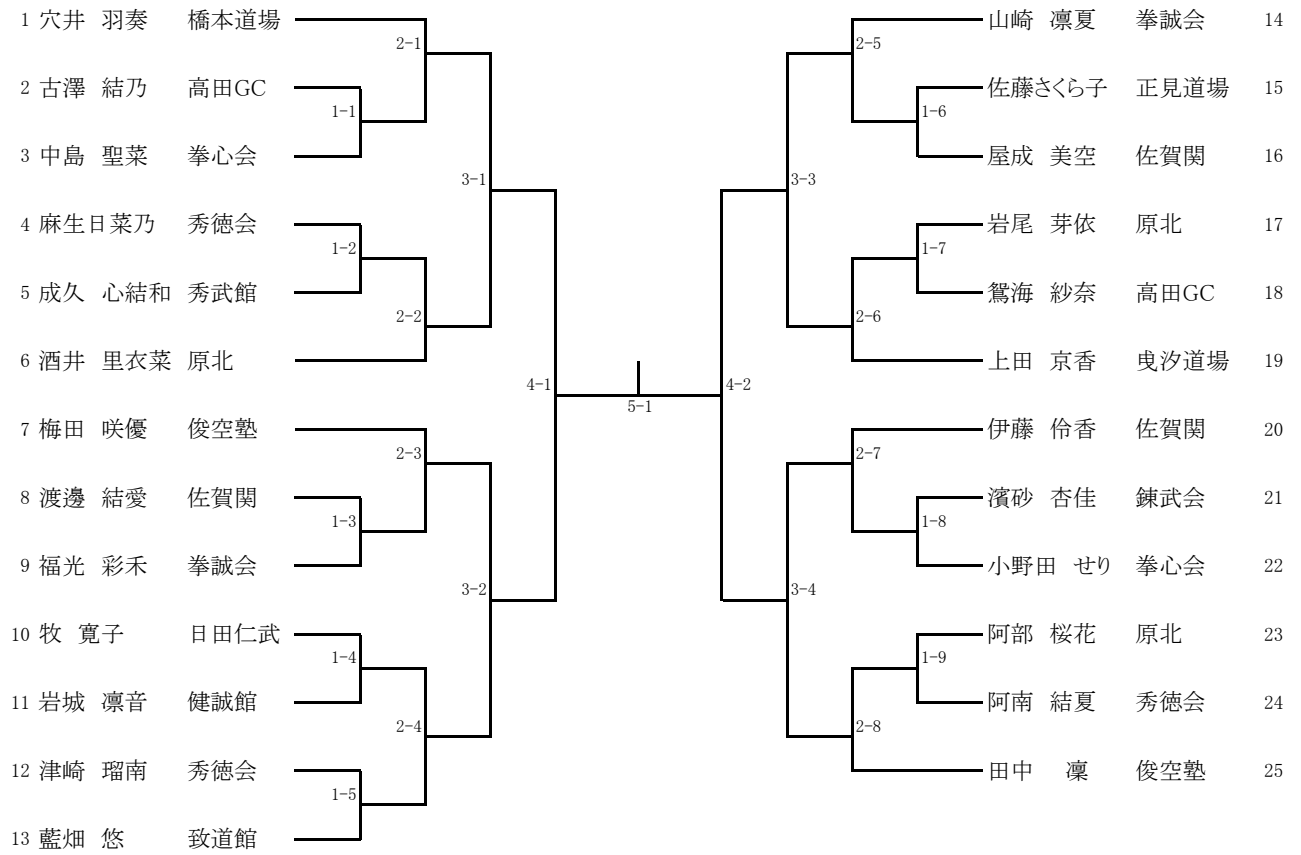 1 穴井 羽奏 橋本道場
2-1
2 古澤 結乃 高田GC
1-1
3 中島 聖菜 拳心会
3-1
4 麻生日菜乃 秀徳会
1-2
5 成久 心結和 秀武館
2-2
6 酒井 里衣菜 原北
4-1
7 梅田 咲優 俊空塾
2-3
8 渡邊 結愛 佐賀関
1-3
9 福光 彩禾 拳誠会
3-2
10 牧 寛子 日田仁武
1-4
11 岩城 凛音 健誠館
2-4
12 津崎 瑠南 秀徳会
1-5
13 藍畑 悠 致道館
5-1
山崎 凛夏 拳誠会 14
2-5
佐藤さくら子 正見道場 15
1-6
屋成 美空 佐賀関 16
3-3
岩尾 芽依 原北 17
1-7
鴛海 紗奈 高田GC 18
2-6
上田 京香 曳汐道場 19
4-2
伊藤 伶香 佐賀関 20
2-7
濱砂 杏佳 錬武会 21
1-8
小野田 せり 拳心会 22
3-4
阿部 桜花 原北 23
1-9
阿南 結夏 秀徳会 24
2-8
田中 凜 俊空塾 25